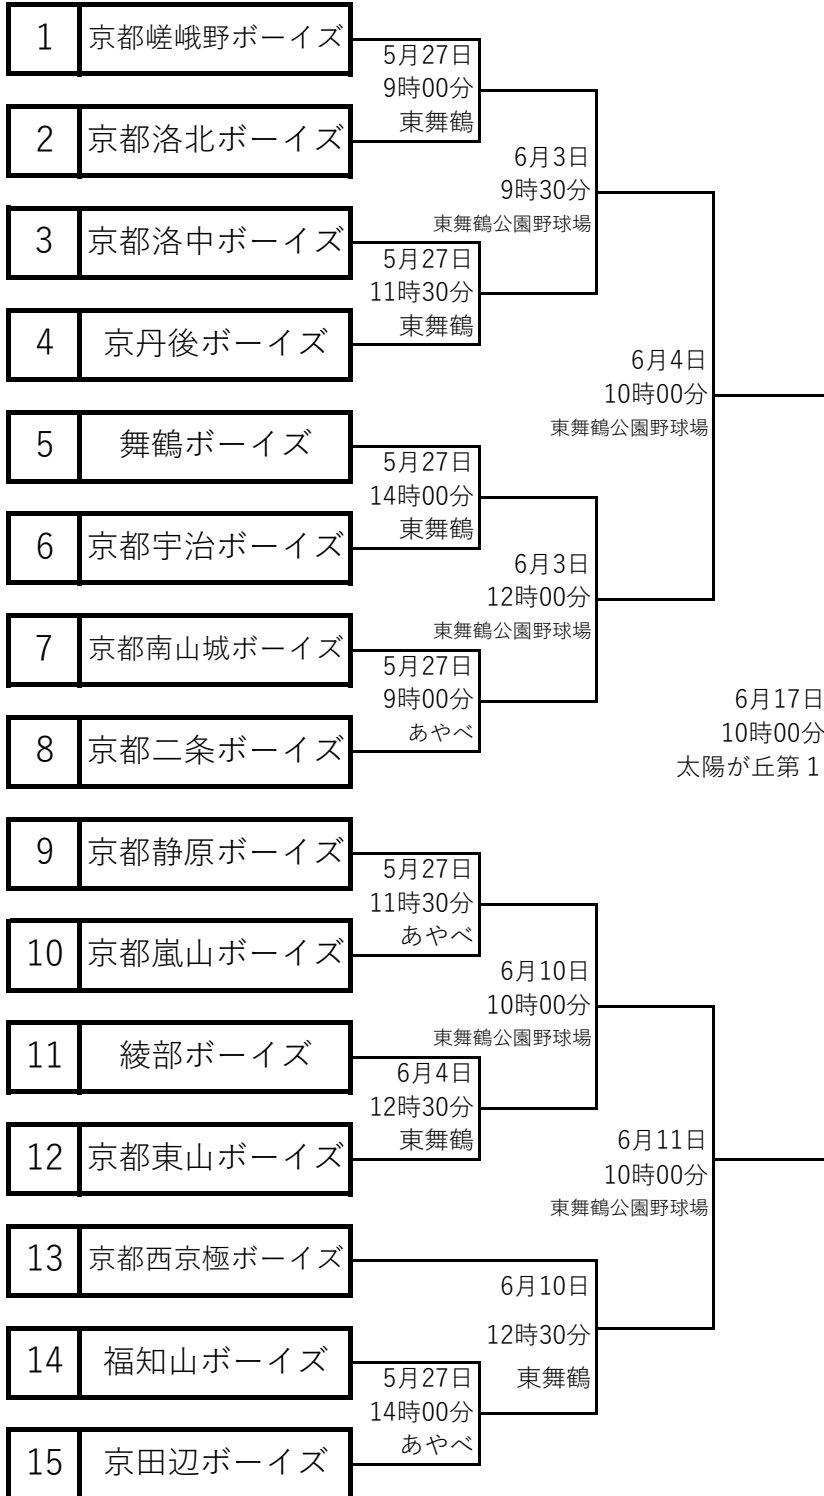 1 京都嵯峨野ボーイズ
5月27日
9時00分
東舞鶴
2 京都洛北ボーイズ
6月3日
9時30分
東舞鶴公園野球場
3 京都洛中ボーイズ
5月27日
11時30分
東舞鶴
4 京丹後ボーイズ
6月4日
10時00分
東舞鶴公園野球場
5 舞鶴ボーイズ
5月27日
14時00分
東舞鶴
6 京都宇治ボーイズ
6月3日
12時00分
東舞鶴公園野球場
7 京都南山城ボーイズ
5月27日
9時00分
あやべ
8 京都二条ボーイズ
6月17日
10時00分
太陽が丘第1
9 京都静原ボーイズ
5月27日
11時30分
あやべ
10 京都嵐山ボーイズ
6月10日
10時00分
東舞鶴公園野球場
11 綾部ボーイズ
6月4日
12時30分
東舞鶴
12 京都東山ボーイズ
6月11日
10時00分
東舞鶴公園野球場
13 京都西京極ボーイズ
6月10日
12時30分
東舞鶴
14 福知山ボーイズ
5月27日
14時00分
あやべ
15 京田辺ボーイズ